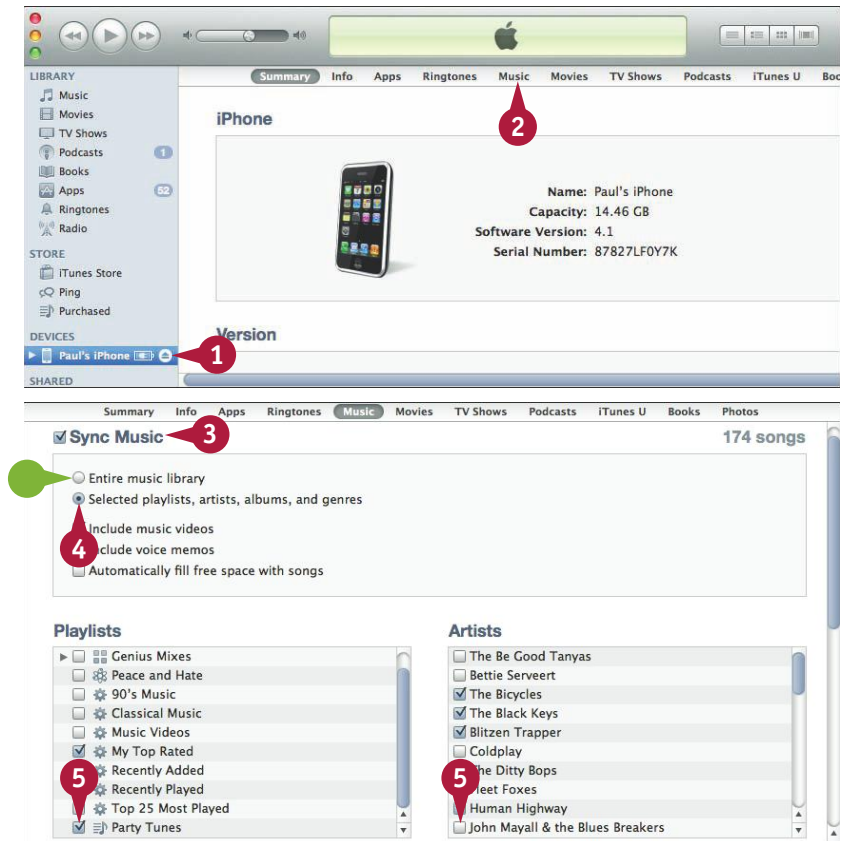 LIBRARY
Music
Movies
TV Shows
Podcasts 1
Books
Apps 52
Ringtones
Radio
STORE
iTunes Store
Ping
Purchased
DEVICES
Paul's iPhone
SHARED
Summary Info Apps Ringtones Music Movies TV Shows Podcasts iTunes U Boo
2
iPhone
Name: Paul's iPhone
Capacity: 14.46 GB
Software Version: 4.1
Serial Number: 87827LF0Y7K
Version
1
Summary Info Apps Ringtones Music Movies TV Shows Podcasts iTunes U Books Photos
Sync Music 3 174 songs
Entire music library
Selected playlists, artists, albums, and genres
Include music videos
4
nclude voice memos
Automatically fill free space with songs
Playlists
Genius Mixes
Peace and Hate
90's Music
Classical Music
Music Videos
My Top Rated
Recently Added
5
Recently Played
Top 25 Most Played
Party Tunes
Artists
The Be Good Tanyas
Bettie Serveert
The Bicycles
The Black Keys
Blitzen Trapper
Coldplay
The Ditty Bops
5
leet Foxes
Human Highway
John Mayall & the Blues Breakers